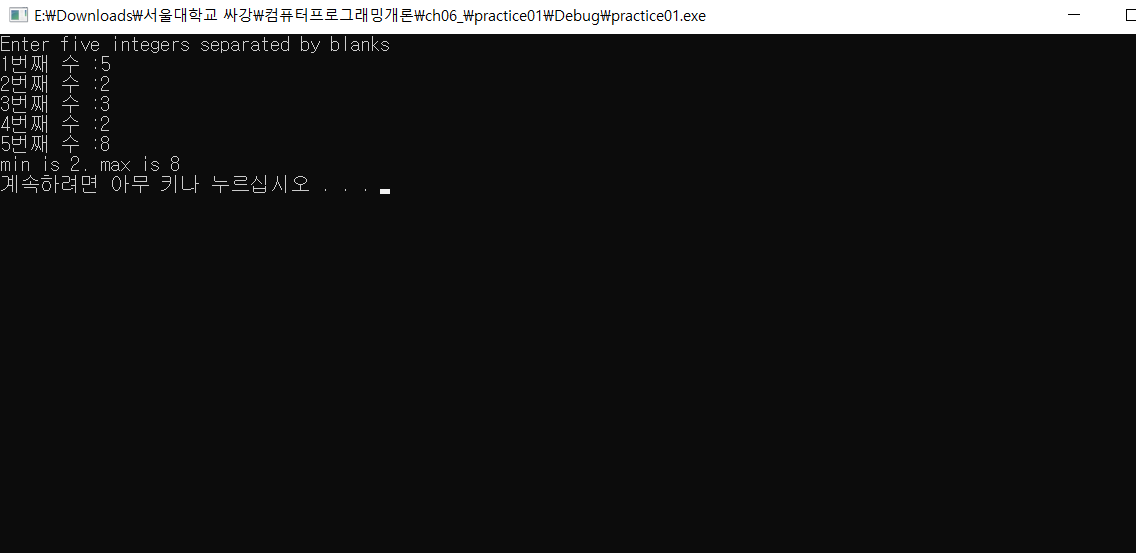 E:₩Downloads₩서울대학교 싸강₩컴퓨터프로그래밍개론₩ch06_₩practice01₩Debug₩practice01.exe
Enter five integers separated by blanks
1번째 수 :5
2번째 수 :2
3번째 수 :3
4번째 수 :2
5번째 수 :8
min is 2. max is 8
계속하려면 아무 키나 누르십시오 . . .